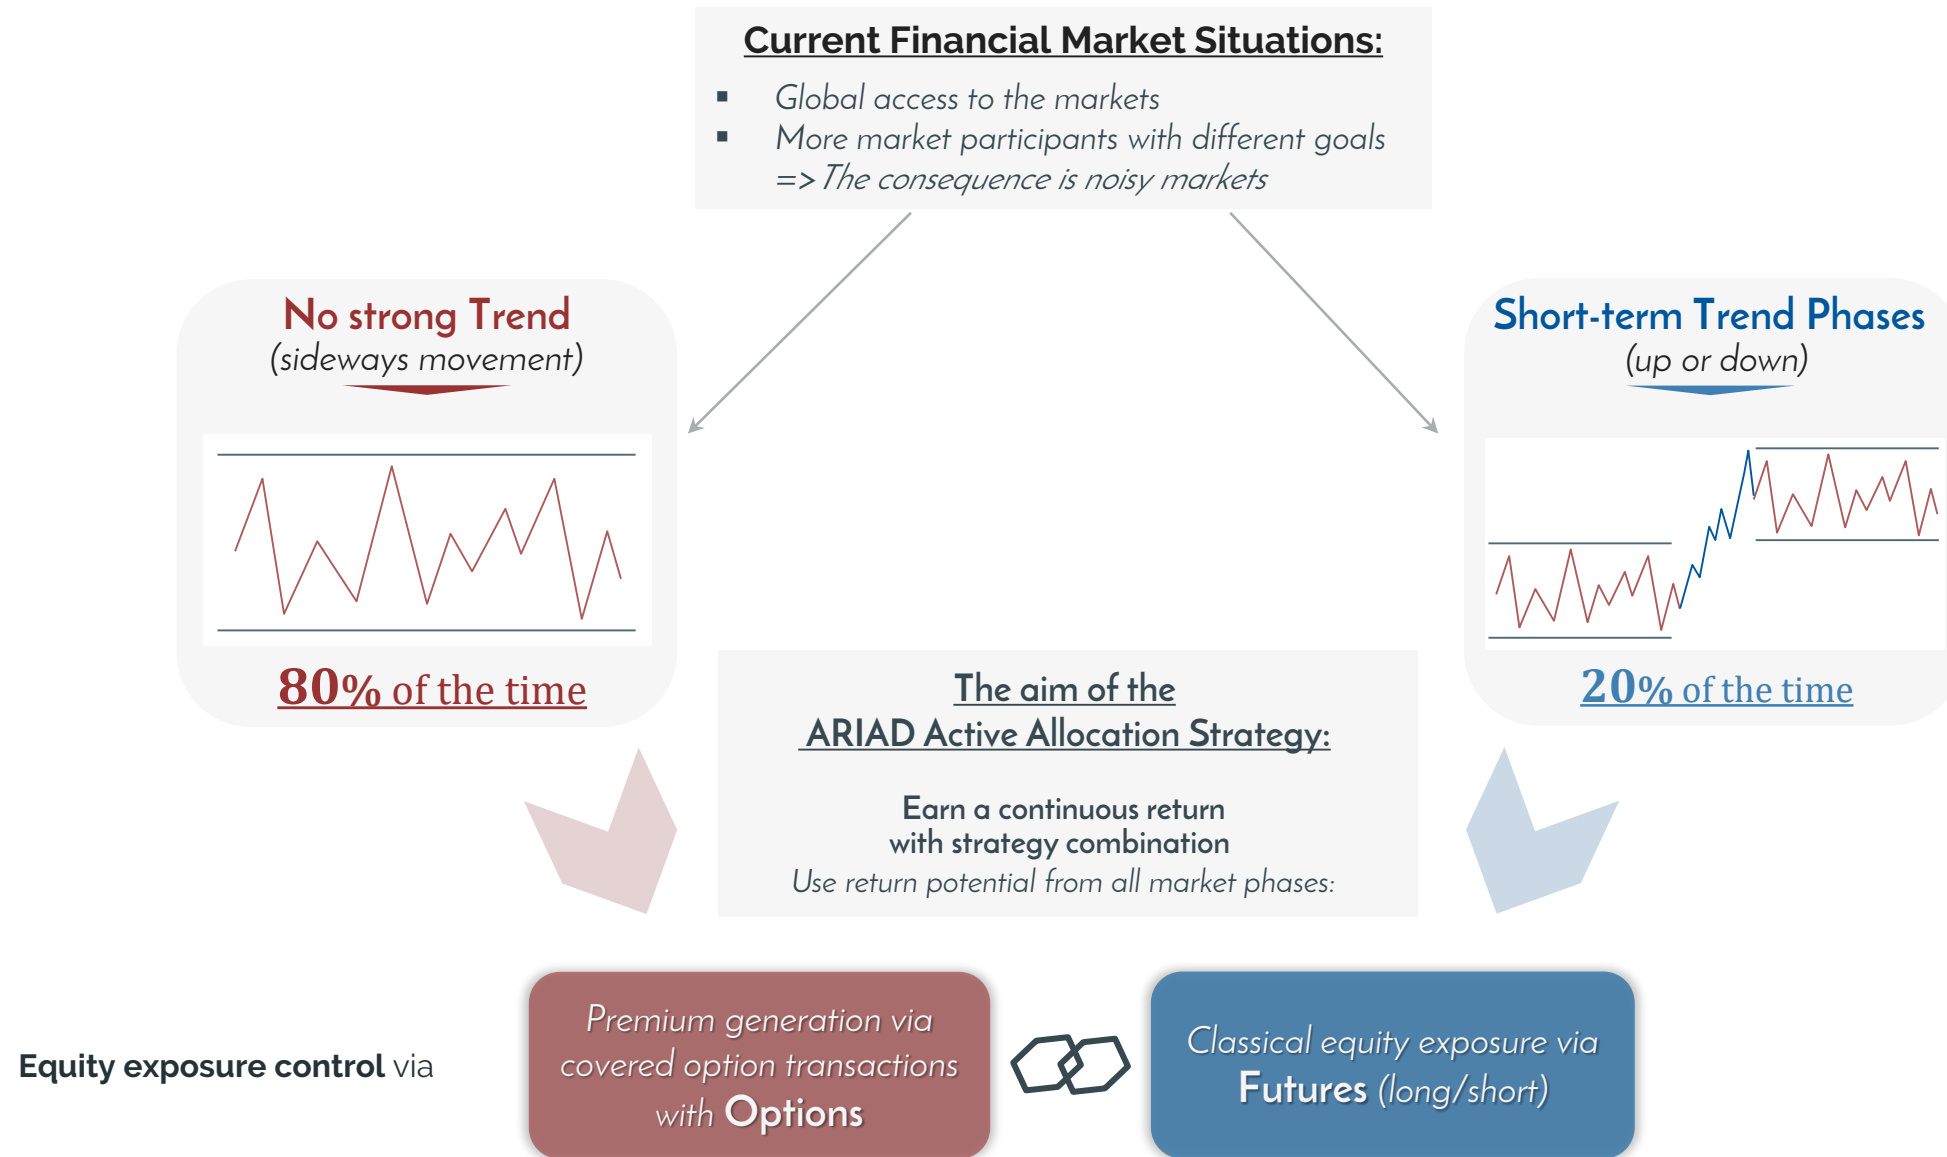 Current Financial Market Situations:
▪ Global access to the markets
▪ More market participants with different goals
=> The consequence is noisy markets
No strong Trend
(sideways movement)
80% of the time
Short-term Trend Phases
(up or down)
20% of the time
The aim of the
ARIAD Active Allocation Strategy:
Earn a continuous return
with strategy combination
Use return potential from all market phases:
Equity exposure control via
Premium generation via
covered option transactions
with Options
Classical equity exposure via
Futures (long/short)